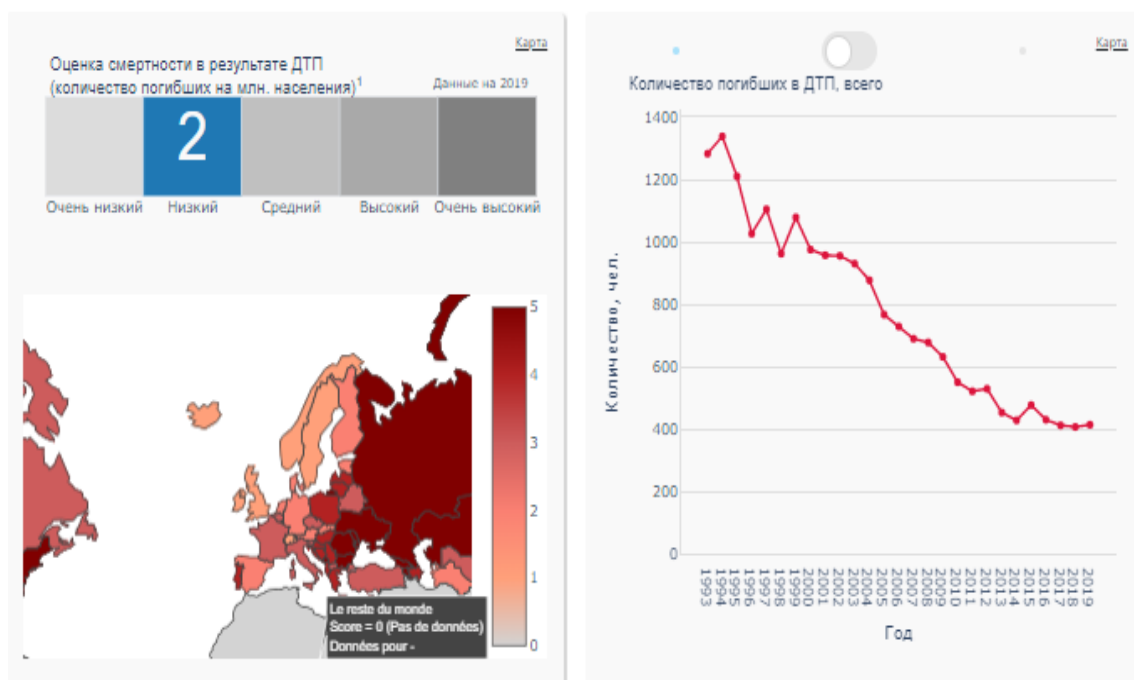 Карта
Оценка смертности в результате ДТП
(количество погибших на млн. населения)¹
Данные на 2019
2
Очень низкий
Низкий
Средний
Высокий
Очень высокий
5
4
3
2
1
0
Le reste du monde
Score = 0 (Pas de données)
Données pour -
Карта
Количество погибших в ДТП, всего
1400
1200
1000
800
600
400
200
0
Количество, чел.
1993
1994
1995
1996
1997
1998
1999
2000
2001
2002
2003
2004
2005
2006
2007
2008
2009
2010
2011
2012
2013
2014
2015
2016
2017
2018
2019
Год